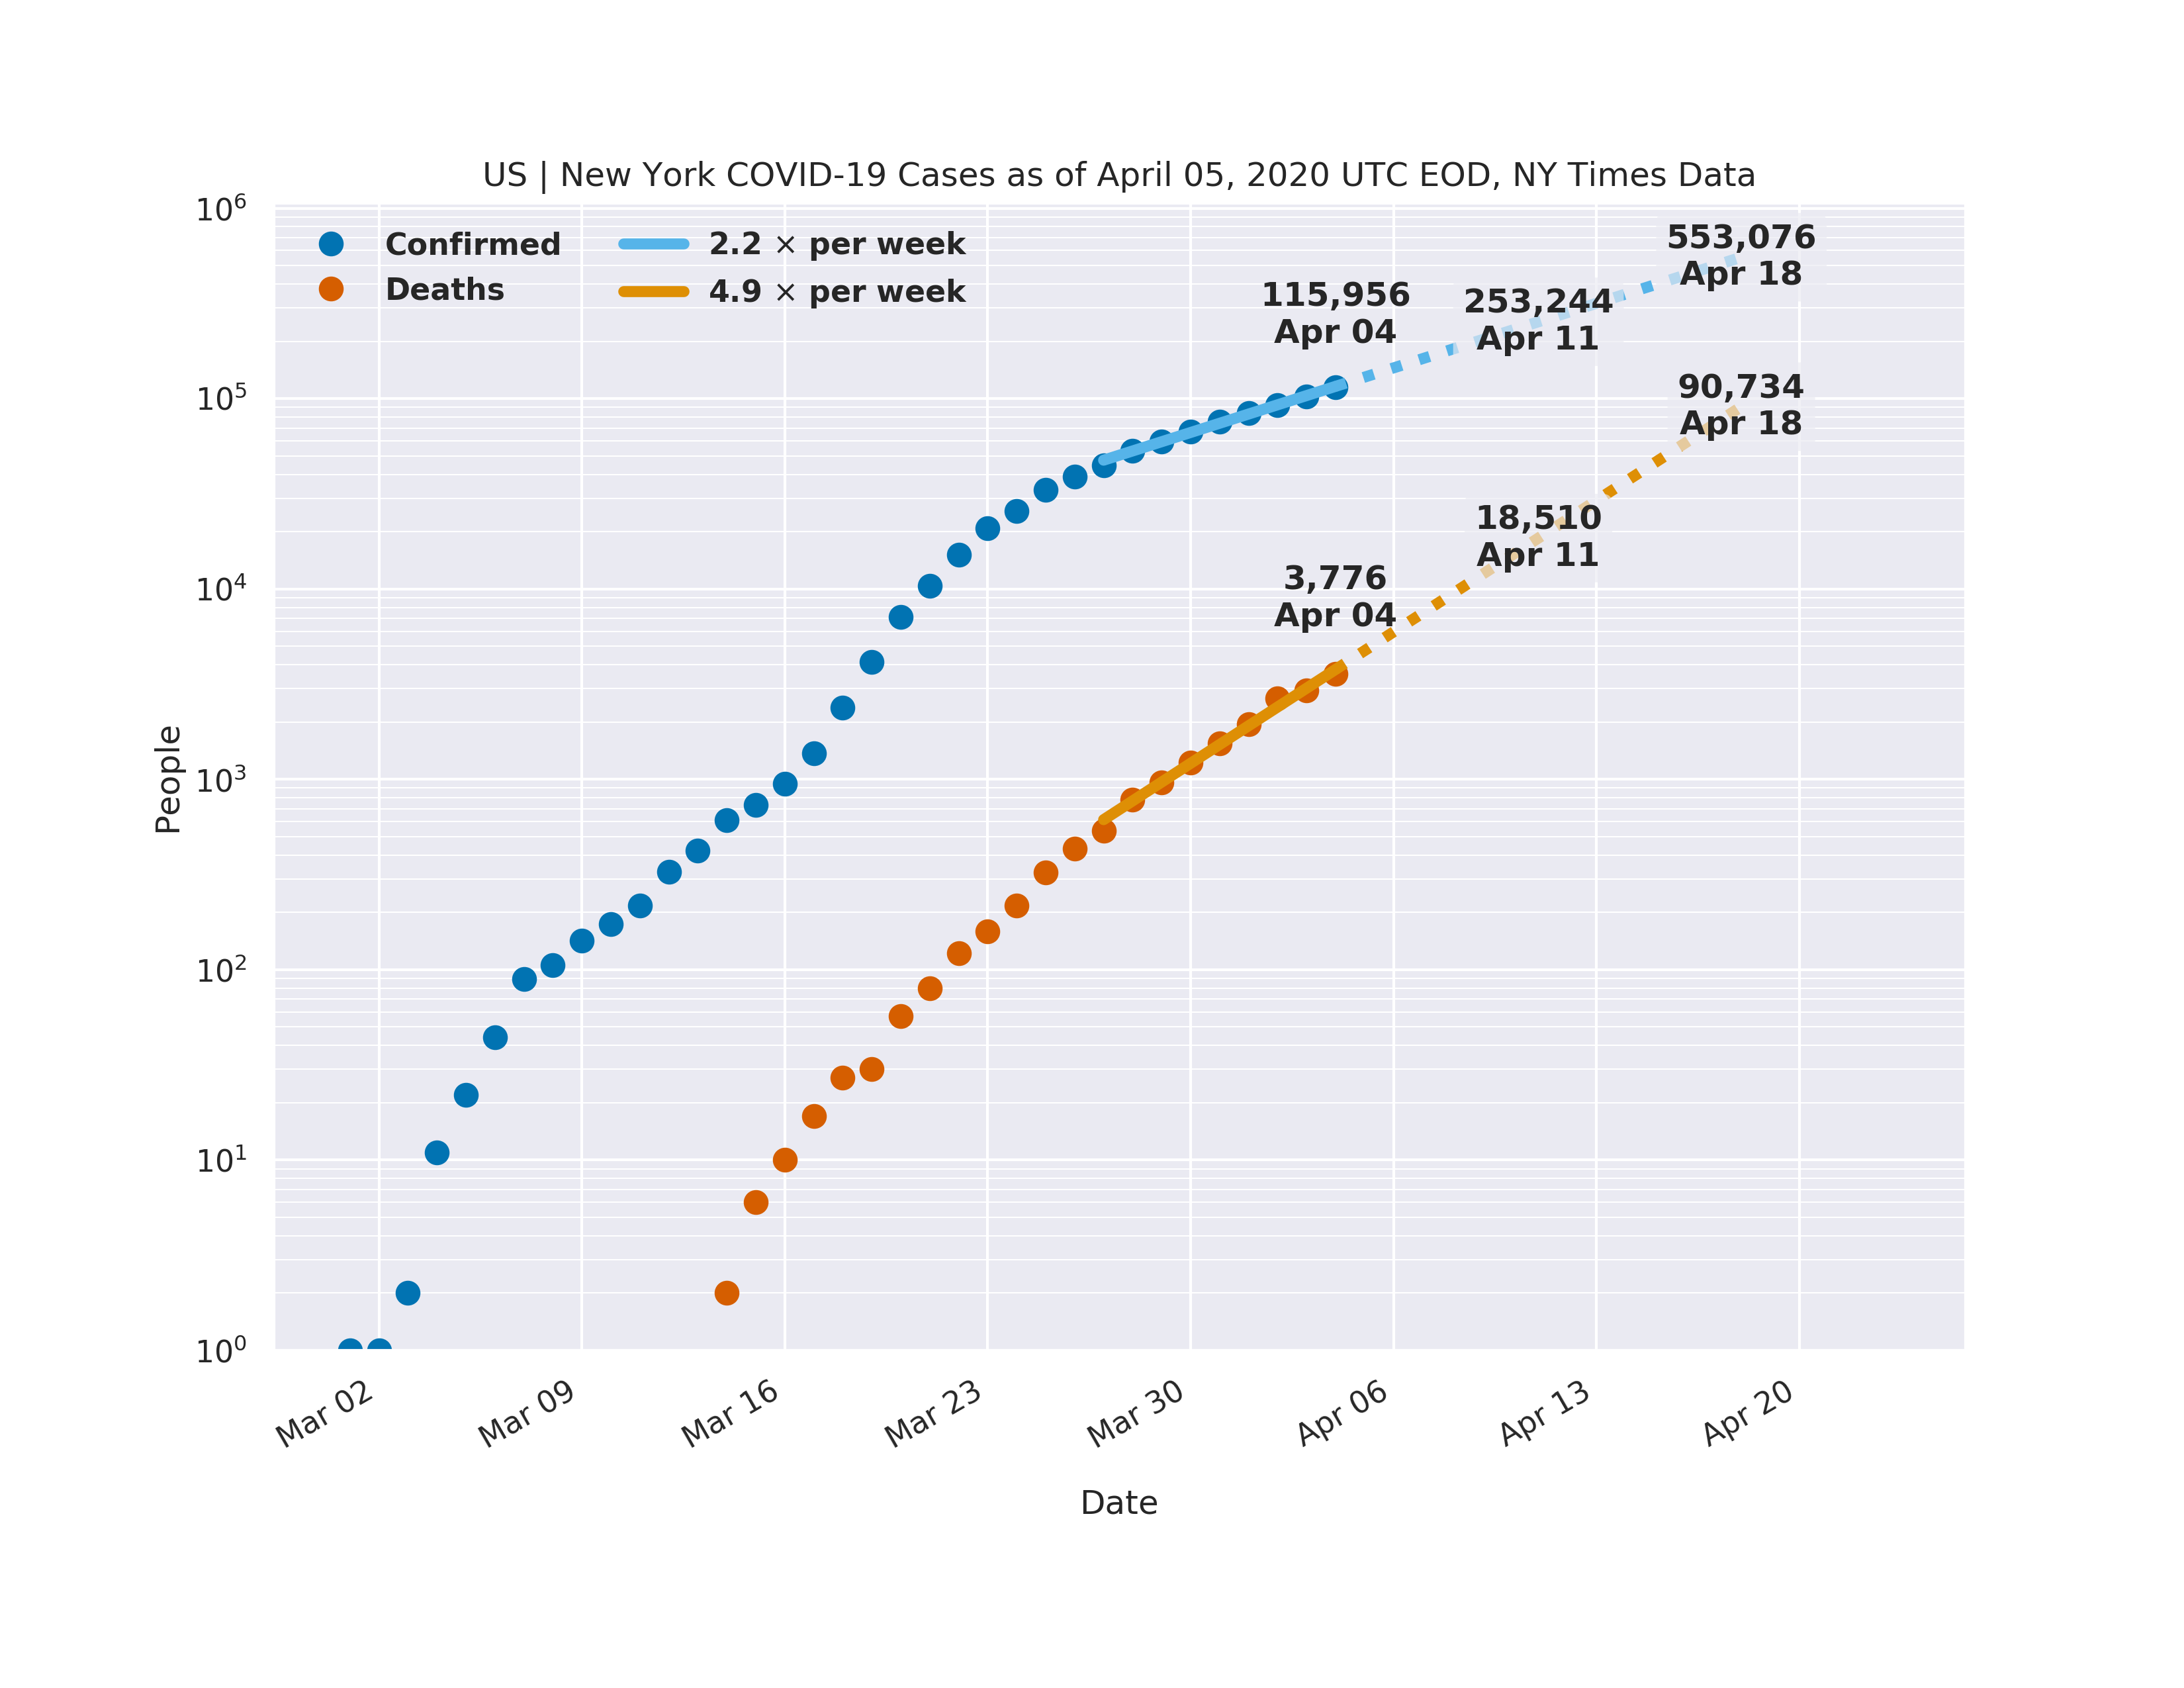 US | New York COVID-19 Cases as of April 05, 2020 UTC EOD, NY Times Data
Confirmed
Deaths
2.2 × per week
4.9 × per week
553,076
Apr 18
115,956
Apr 04
253,244
Apr 11
90,734
Apr 18
18,510
Apr 11
3,776
Apr 04
People
10⁶
10⁵
10⁴
10³
10²
10¹
10⁰
Mar 02
Mar 09
Mar 16
Mar 23
Mar 30
Apr 06
Apr 13
Apr 20
Date